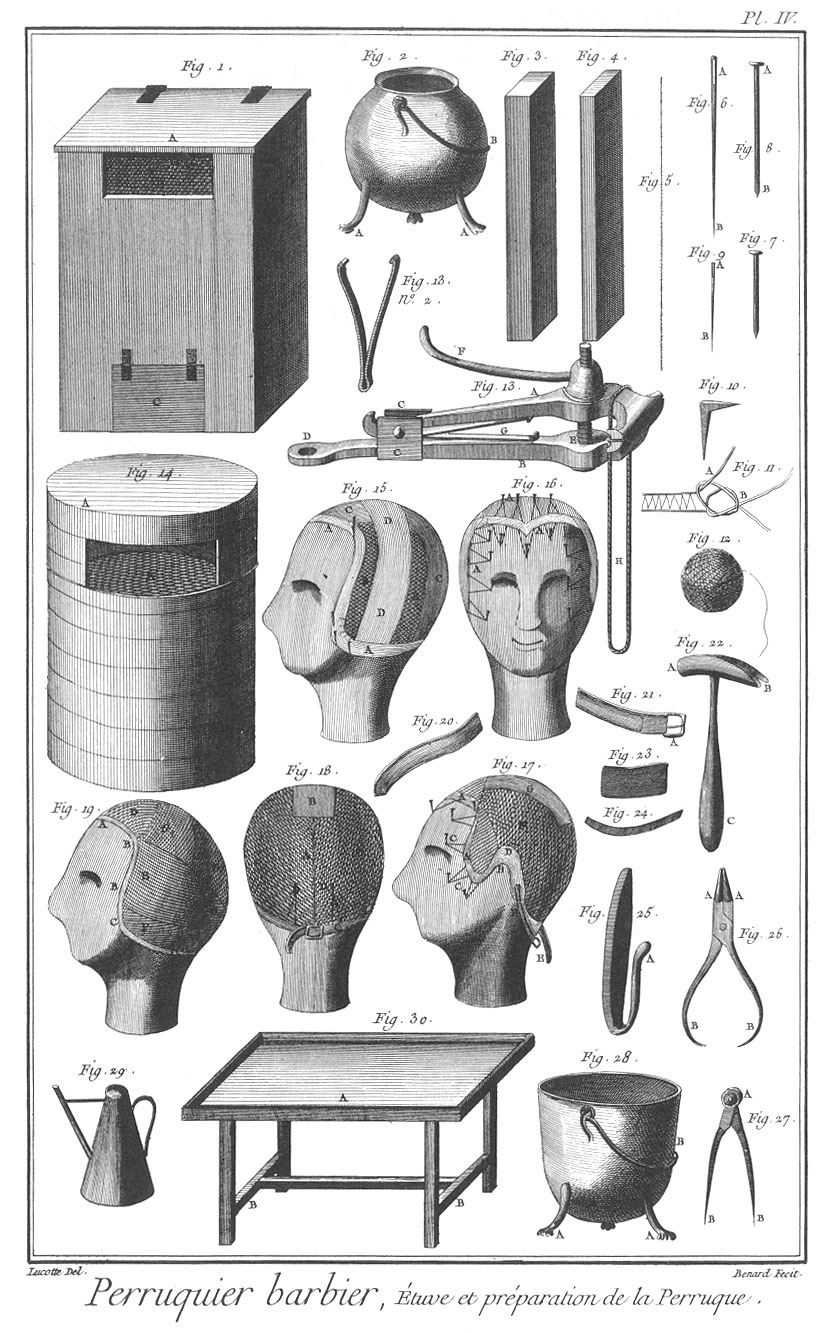 Pl. IV.
Fig. 1.
A
C
Fig. 2
B
A
A
Fig. 3.
Fig. 4.
Fig. 5.
A
Fig. 6.
B
A
Fig. 8.
B
Fig. 9
A
B
Fig. 7.
Fig. 13.
N.º 2.
F
Fig. 13.
A
C
G
D
C
E
B
H
Fig. 10
Fig. 11.
A
B
Fig. 12.
Fig. 14
A
Fig. 15
C
D
A
D
C
A
Fig. 16.
A
A
A
Fig. 22.
A
B
C
Fig. 20.
Fig. 21.
A
Fig. 23.
Fig. 24.
Fig. 19
A
B
B
B
C
Fig. 18.
B
A
C
Fig. 17.
A
G
C
D
B
B
Fig. 25.
A
Fig. 26.
A
A
B
B
Fig. 29.
Fig. 30.
A
B
B
Fig. 28.
B
A
A
Fig. 27.
A
B
B
Lucotte Del.
Benard Fecit.
Perruquier barbier, Étuve et préparation de la Perruque.